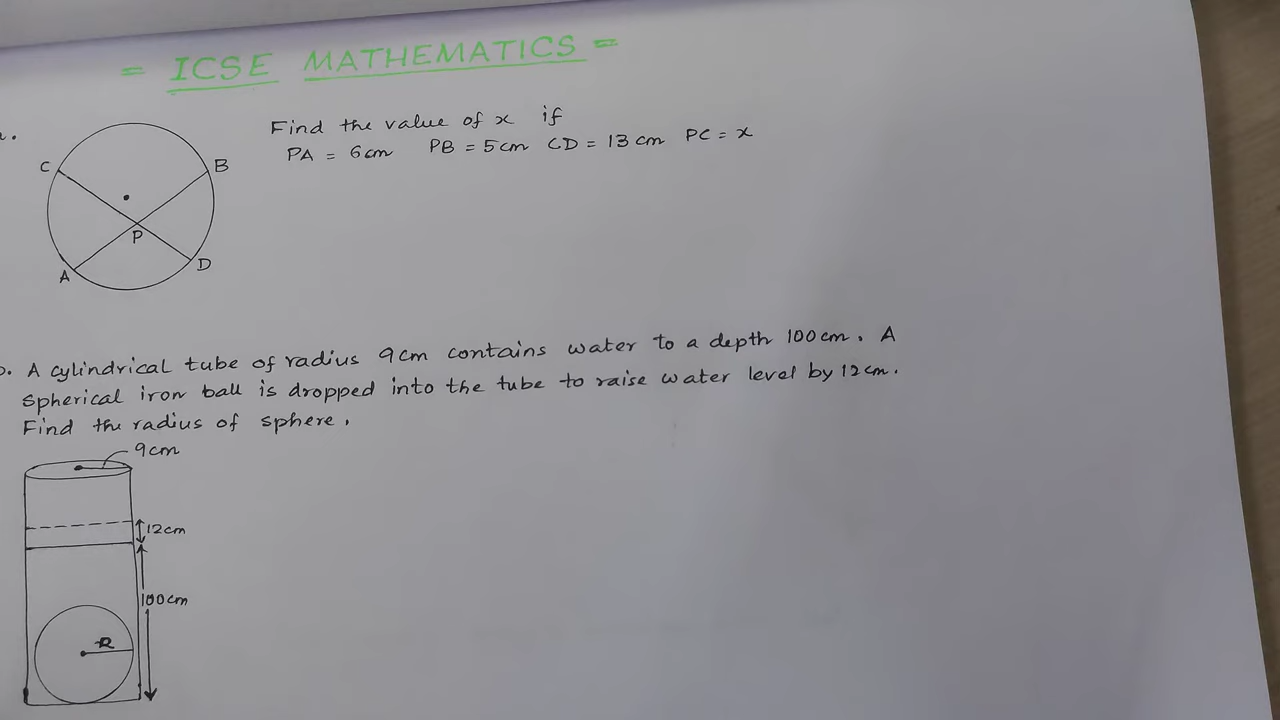 = ICSE MATHEMATICS =
Find the value of x if
PA = 6cm PB = 5cm CD = 13cm PC = x
C
B
P
A
D
. A cylindrical tube of radius 9cm contains water to a depth 100cm. A
Spherical iron ball is dropped into the tube to raise water level by 12cm.
Find the radius of sphere.
9cm
12cm
100cm
R